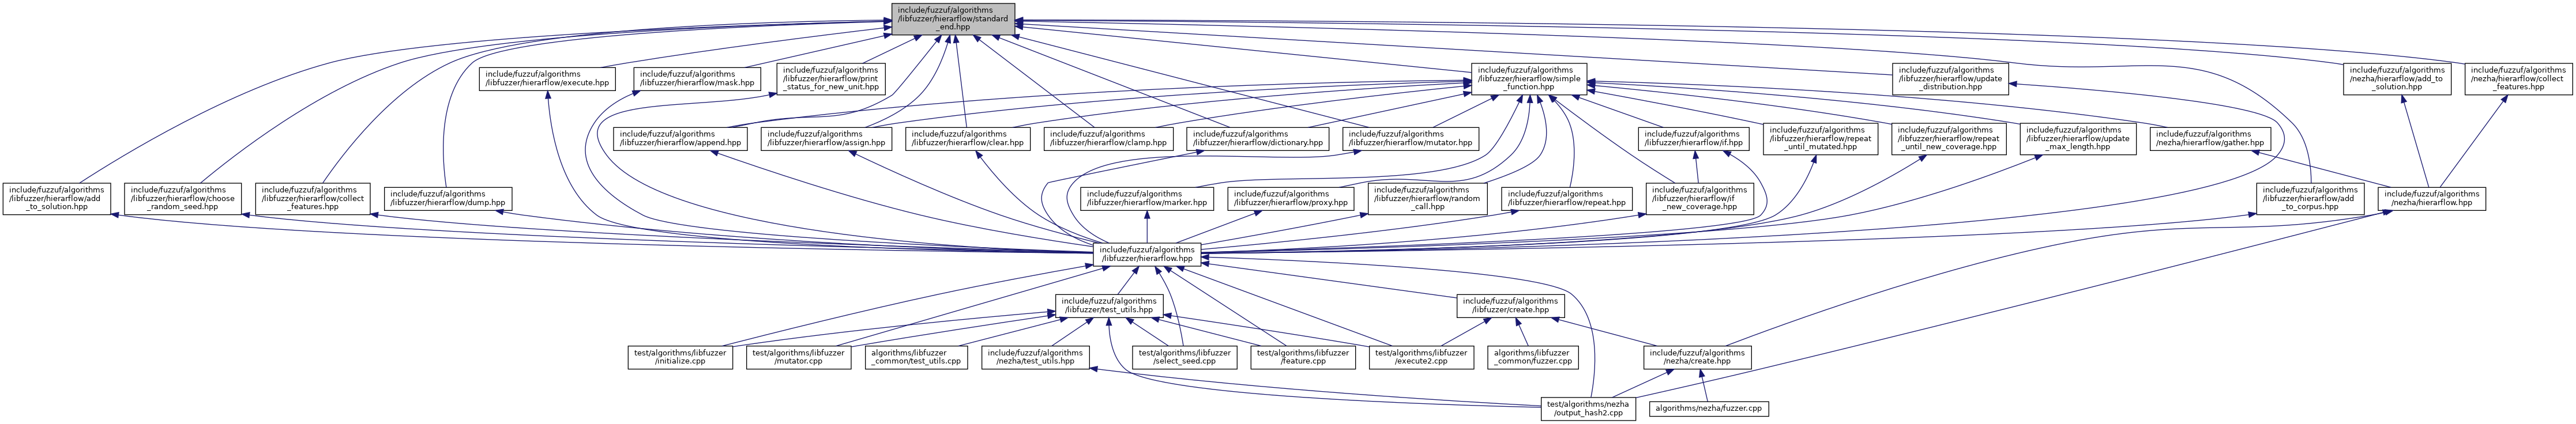 include/fuzzuf/algorithms
/libfuzzer/hierarflow/standard
_end.hpp
include/fuzzuf/algorithms
/libfuzzer/hierarflow/execute.hpp
include/fuzzuf/algorithms
/libfuzzer/hierarflow/mask.hpp
include/fuzzuf/algorithms
/libfuzzer/hierarflow/print
_status_for_new_unit.hpp
include/fuzzuf/algorithms
/libfuzzer/hierarflow/simple
_function.hpp
include/fuzzuf/algorithms
/libfuzzer/hierarflow/update
_distribution.hpp
include/fuzzuf/algorithms
/nezha/hierarflow/add_to
_solution.hpp
include/fuzzuf/algorithms
/nezha/hierarflow/collect
_features.hpp
include/fuzzuf/algorithms
/libfuzzer/hierarflow/append.hpp
include/fuzzuf/algorithms
/libfuzzer/hierarflow/assign.hpp
include/fuzzuf/algorithms
/libfuzzer/hierarflow/clear.hpp
include/fuzzuf/algorithms
/libfuzzer/hierarflow/clamp.hpp
include/fuzzuf/algorithms
/libfuzzer/hierarflow/dictionary.hpp
include/fuzzuf/algorithms
/libfuzzer/hierarflow/mutator.hpp
include/fuzzuf/algorithms
/libfuzzer/hierarflow/if.hpp
include/fuzzuf/algorithms
/libfuzzer/hierarflow/repeat
_until_mutated.hpp
include/fuzzuf/algorithms
/libfuzzer/hierarflow/repeat
_until_new_coverage.hpp
include/fuzzuf/algorithms
/libfuzzer/hierarflow/update
_max_length.hpp
include/fuzzuf/algorithms
/nezha/hierarflow/gather.hpp
include/fuzzuf/algorithms
/libfuzzer/hierarflow/add
_to_solution.hpp
include/fuzzuf/algorithms
/libfuzzer/hierarflow/choose
_random_seed.hpp
include/fuzzuf/algorithms
/libfuzzer/hierarflow/collect
_features.hpp
include/fuzzuf/algorithms
/libfuzzer/hierarflow/dump.hpp
include/fuzzuf/algorithms
/libfuzzer/hierarflow/marker.hpp
include/fuzzuf/algorithms
/libfuzzer/hierarflow/proxy.hpp
include/fuzzuf/algorithms
/libfuzzer/hierarflow/random
_call.hpp
include/fuzzuf/algorithms
/libfuzzer/hierarflow/repeat.hpp
include/fuzzuf/algorithms
/libfuzzer/hierarflow/if
_new_coverage.hpp
include/fuzzuf/algorithms
/libfuzzer/hierarflow/add
_to_corpus.hpp
include/fuzzuf/algorithms
/nezha/hierarflow.hpp
include/fuzzuf/algorithms
/libfuzzer/hierarflow.hpp
include/fuzzuf/algorithms
/libfuzzer/test_utils.hpp
include/fuzzuf/algorithms
/libfuzzer/create.hpp
test/algorithms/libfuzzer
/initialize.cpp
test/algorithms/libfuzzer
/mutator.cpp
algorithms/libfuzzer
_common/test_utils.cpp
include/fuzzuf/algorithms
/nezha/test_utils.hpp
test/algorithms/libfuzzer
/select_seed.cpp
test/algorithms/libfuzzer
/feature.cpp
test/algorithms/libfuzzer
/execute2.cpp
algorithms/libfuzzer
_common/fuzzer.cpp
include/fuzzuf/algorithms
/nezha/create.hpp
test/algorithms/nezha
/output_hash2.cpp
algorithms/nezha/fuzzer.cpp